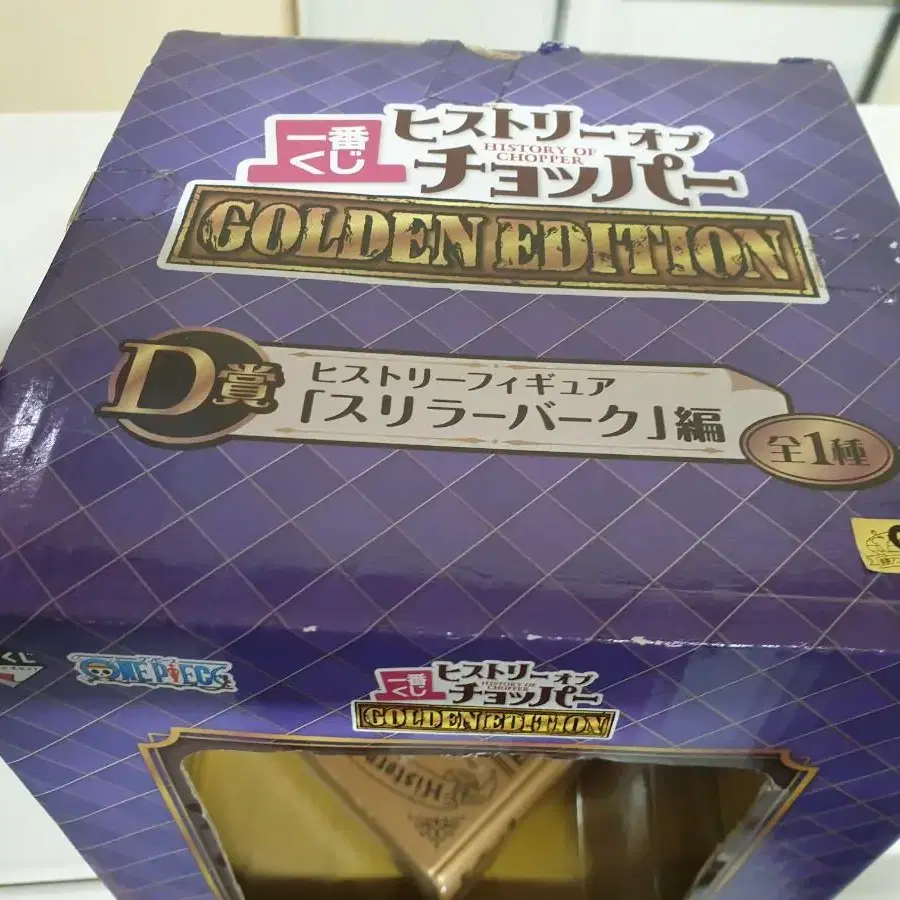 一番
くじ
ヒストリー オブ
HISTORY OF
CHOPPER
チョッパー
GOLDEN EDITION
D賞
ヒストリーフィギュア
「スリラーバーク」編
全1種
くじ
ONE PIECE
一番
くじ
ヒストリー オブ
HISTORY OF
CHOPPER
チョッパー
GOLDEN EDITION
History